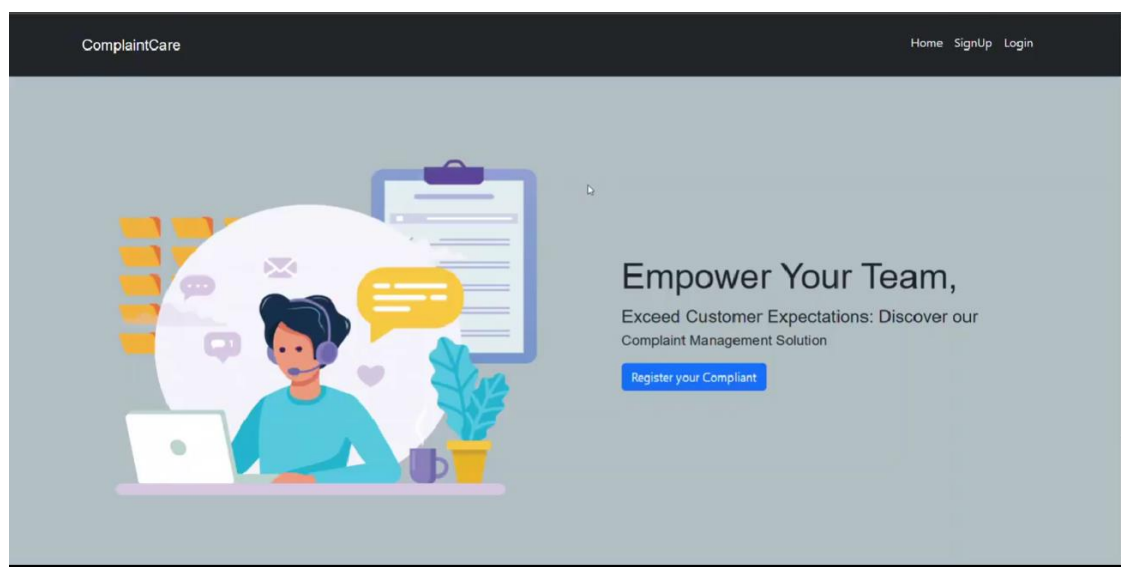 ComplaintCare
Home SignUp Login
Empower Your Team,
Exceed Customer Expectations: Discover our
Complaint Management Solution
Register your Compliant